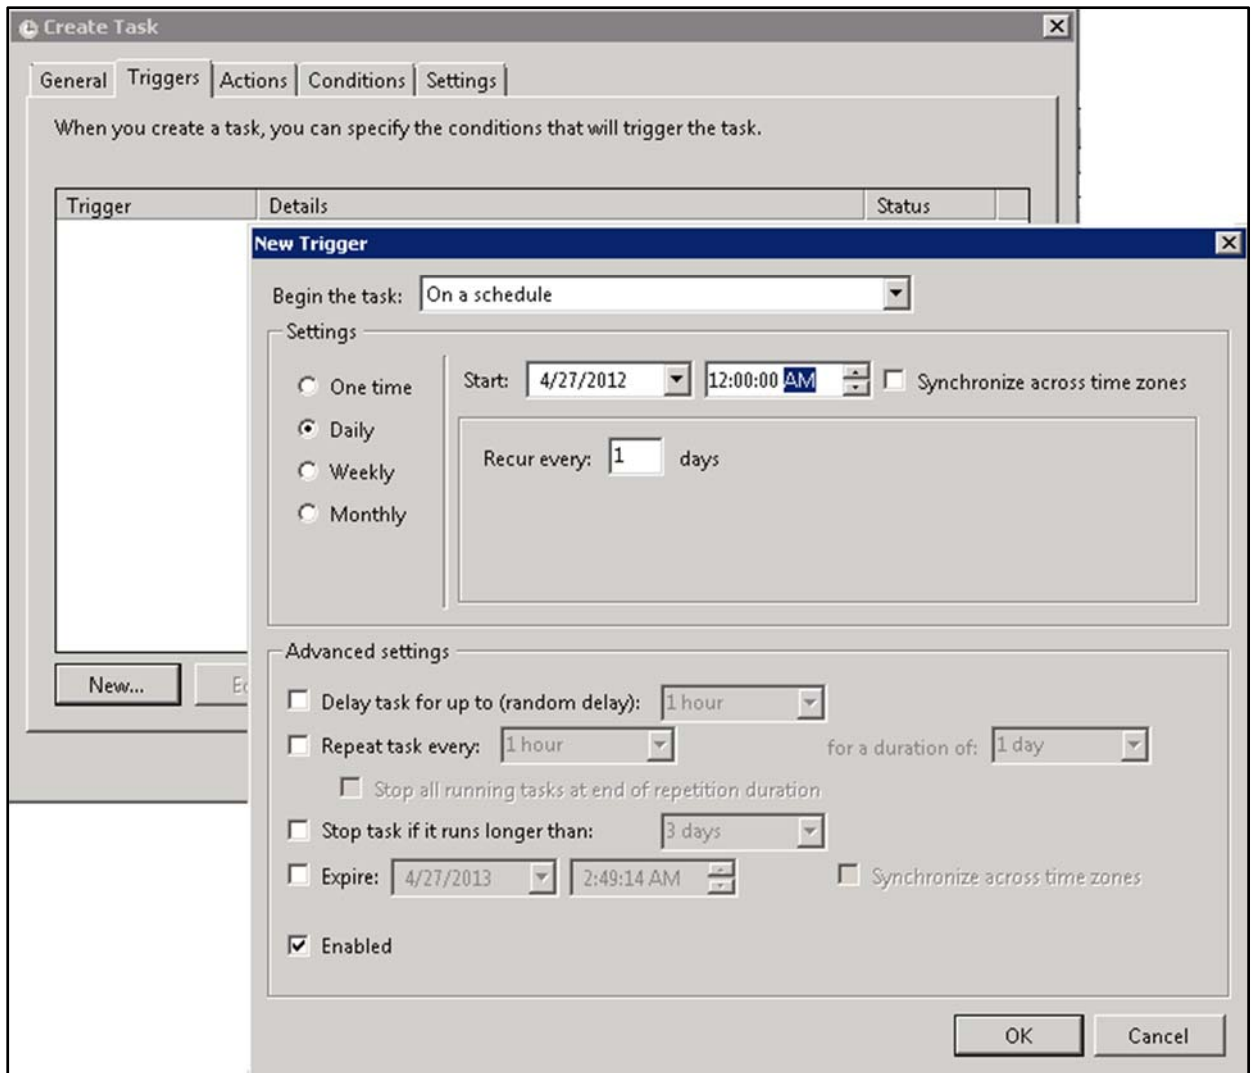 Create Task
General Triggers Actions Conditions Settings
When you create a task, you can specify the conditions that will trigger the task.
Trigger Details Status
New Trigger
Begin the task: On a schedule
Settings
One time
Start: 4/27/2012 12:00:00 AM Synchronize across time zones
Daily
Recur every: 1 days
Weekly
Monthly
Advanced settings
New...
Delay task for up to (random delay): 1 hour
Repeat task every: 1 hour for a duration of: 1 day
Stop all running tasks at end of repetition duration
Stop task if it runs longer than: 3 days
Expire: 4/27/2013 2:49:14 AM Synchronize across time zones
Enabled
OK Cancel